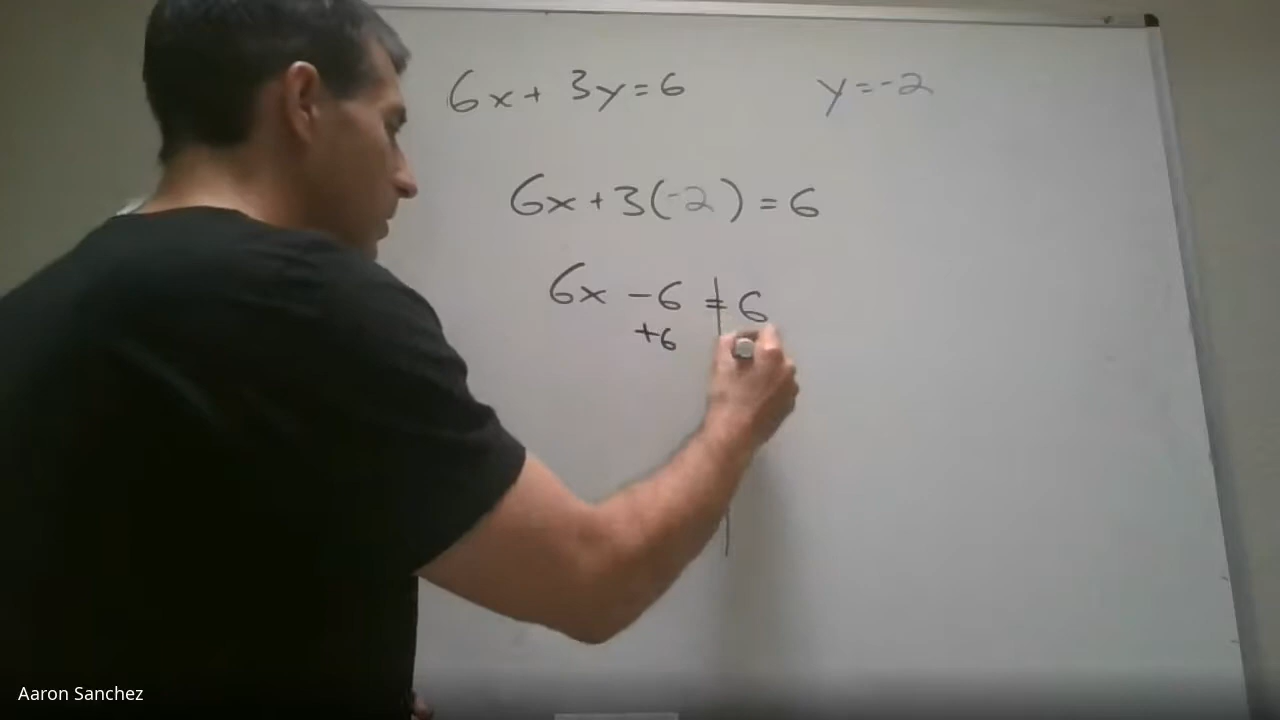 6x + 3y = 6 y = -2
6x + 3(-2) = 6
6x - 6 = 6
+6
Aaron Sanchez